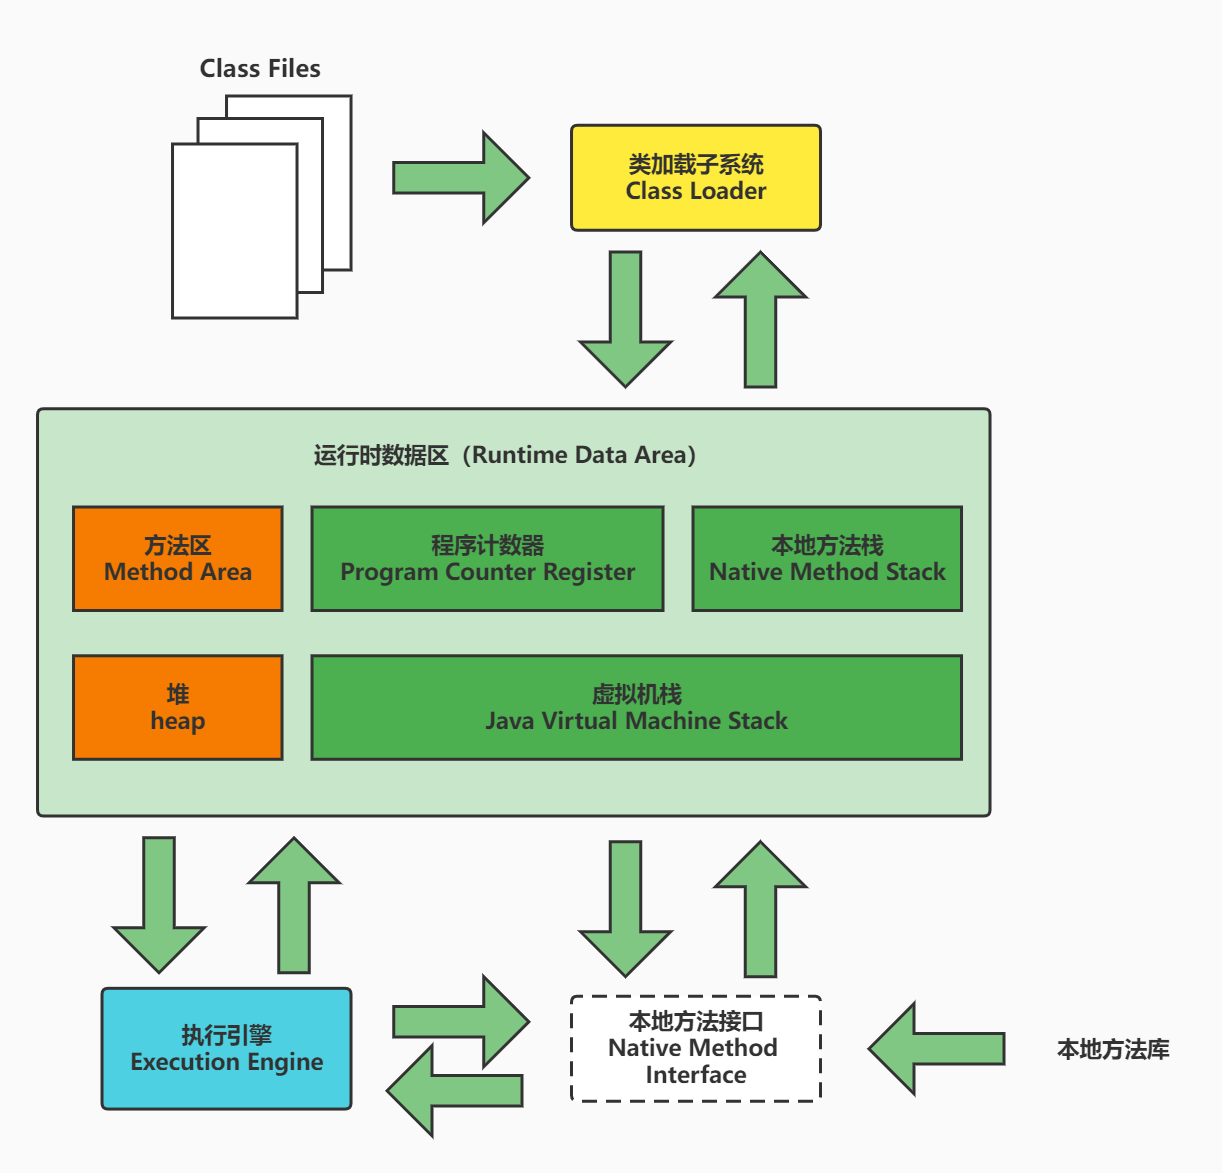 Class Files
类加载子系统
Class Loader
运行时数据区（Runtime Data Area）
方法区
Method Area
程序计数器
Program Counter Register
本地方法栈
Native Method Stack
堆
heap
虚拟机栈
Java Virtual Machine Stack
执行引擎
Execution Engine
本地方法接口
Native Method
Interface
本地方法库